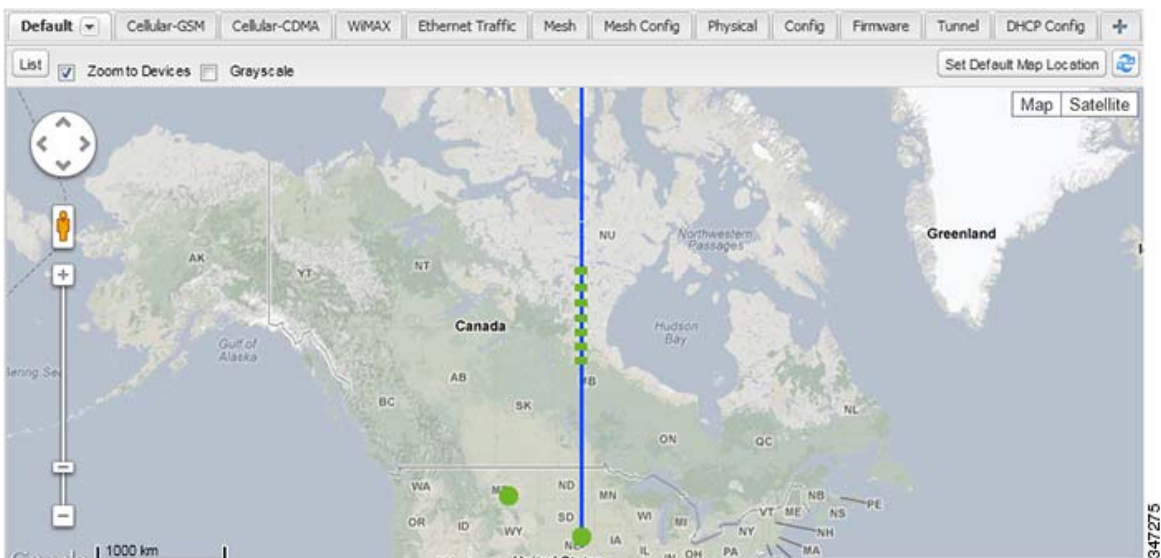 Default Cellular-GSM Cellular-CDMA WiMAX Ethernet Traffic Mesh Mesh Config Physical Config Firmware Tunnel DHCP Config
List Zoom to Devices Grayscale Set Default Map Location
Map Satellite
NU Northwestern Passages Greenland
AK YT NT
Canada Hudson Bay
Gulf of Alaska
AB
BC SK NL
ON QC
WA ND MN NB PE
VT ME NS
OR ID WY SD WI MI NY NH
IA IL OH PA MA
1000 km
347275